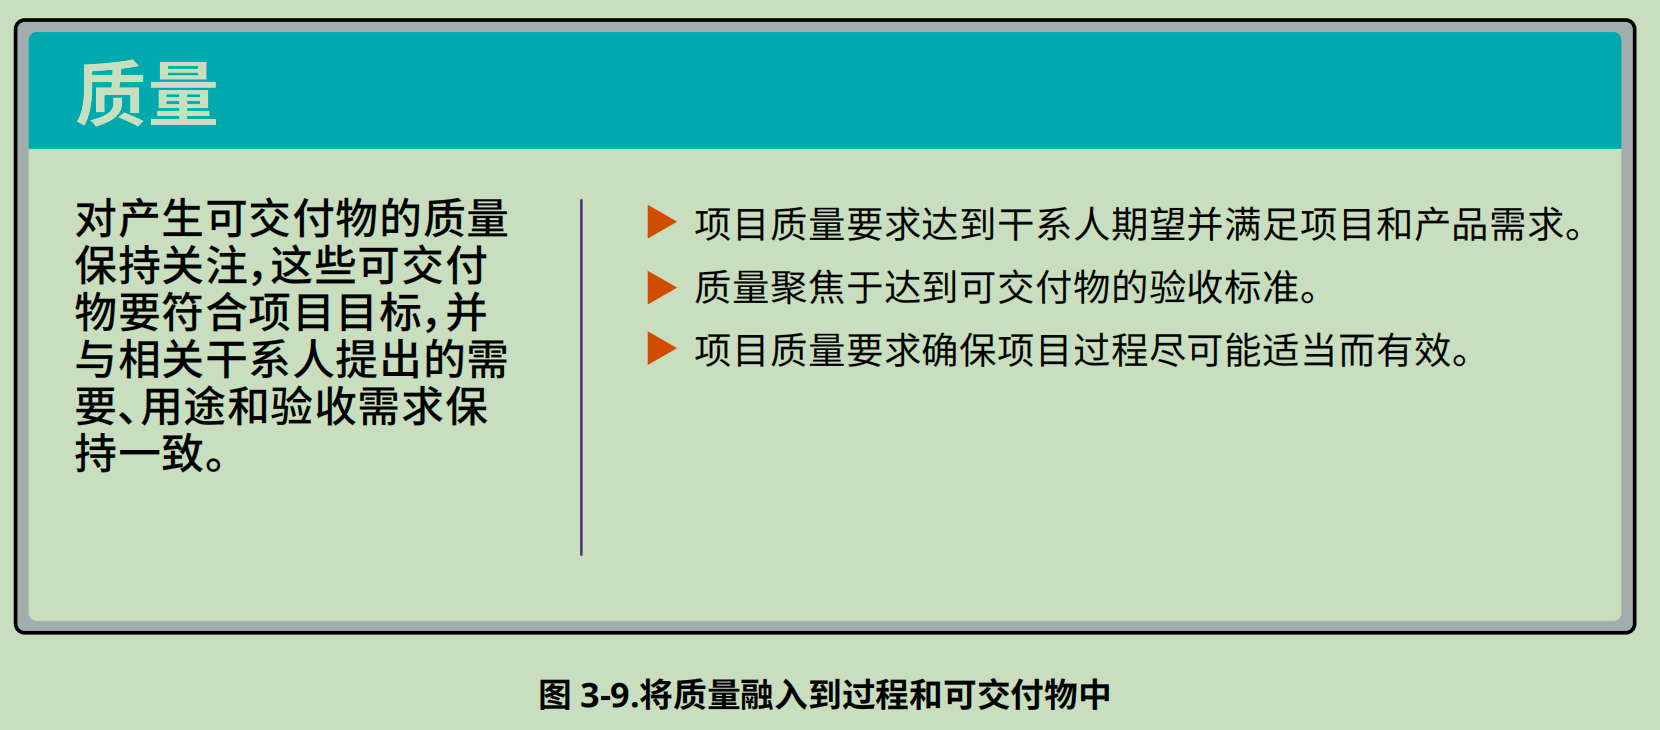 质量
对产生可交付物的质量
保持关注，这些可交付
物要符合项目目标，并
与相关干系人提出的需
要、用途和验收需求保
持一致。
项目质量要求达到干系人期望并满足项目和产品需求。
质量聚焦于达到可交付物的验收标准。
项目质量要求确保项目过程尽可能适当而有效。
图 3-9.将质量融入到过程和可交付物中